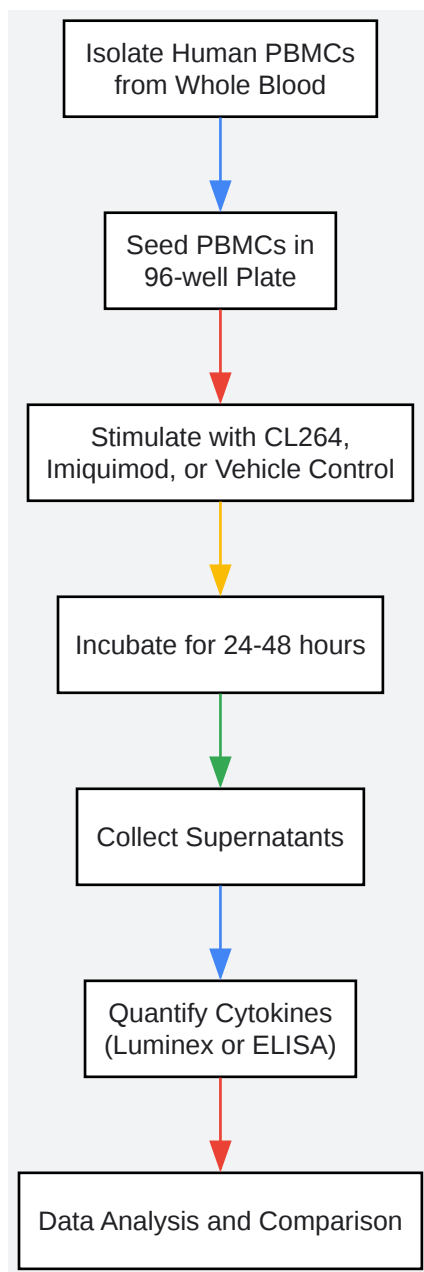 Isolate Human PBMCs
from Whole Blood
Seed PBMCs in
96-well Plate
Stimulate with CL264,
Imiquimod, or Vehicle Control
Incubate for 24-48 hours
Collect Supernatants
Quantify Cytokines
(Luminex or ELISA)
Data Analysis and Comparison